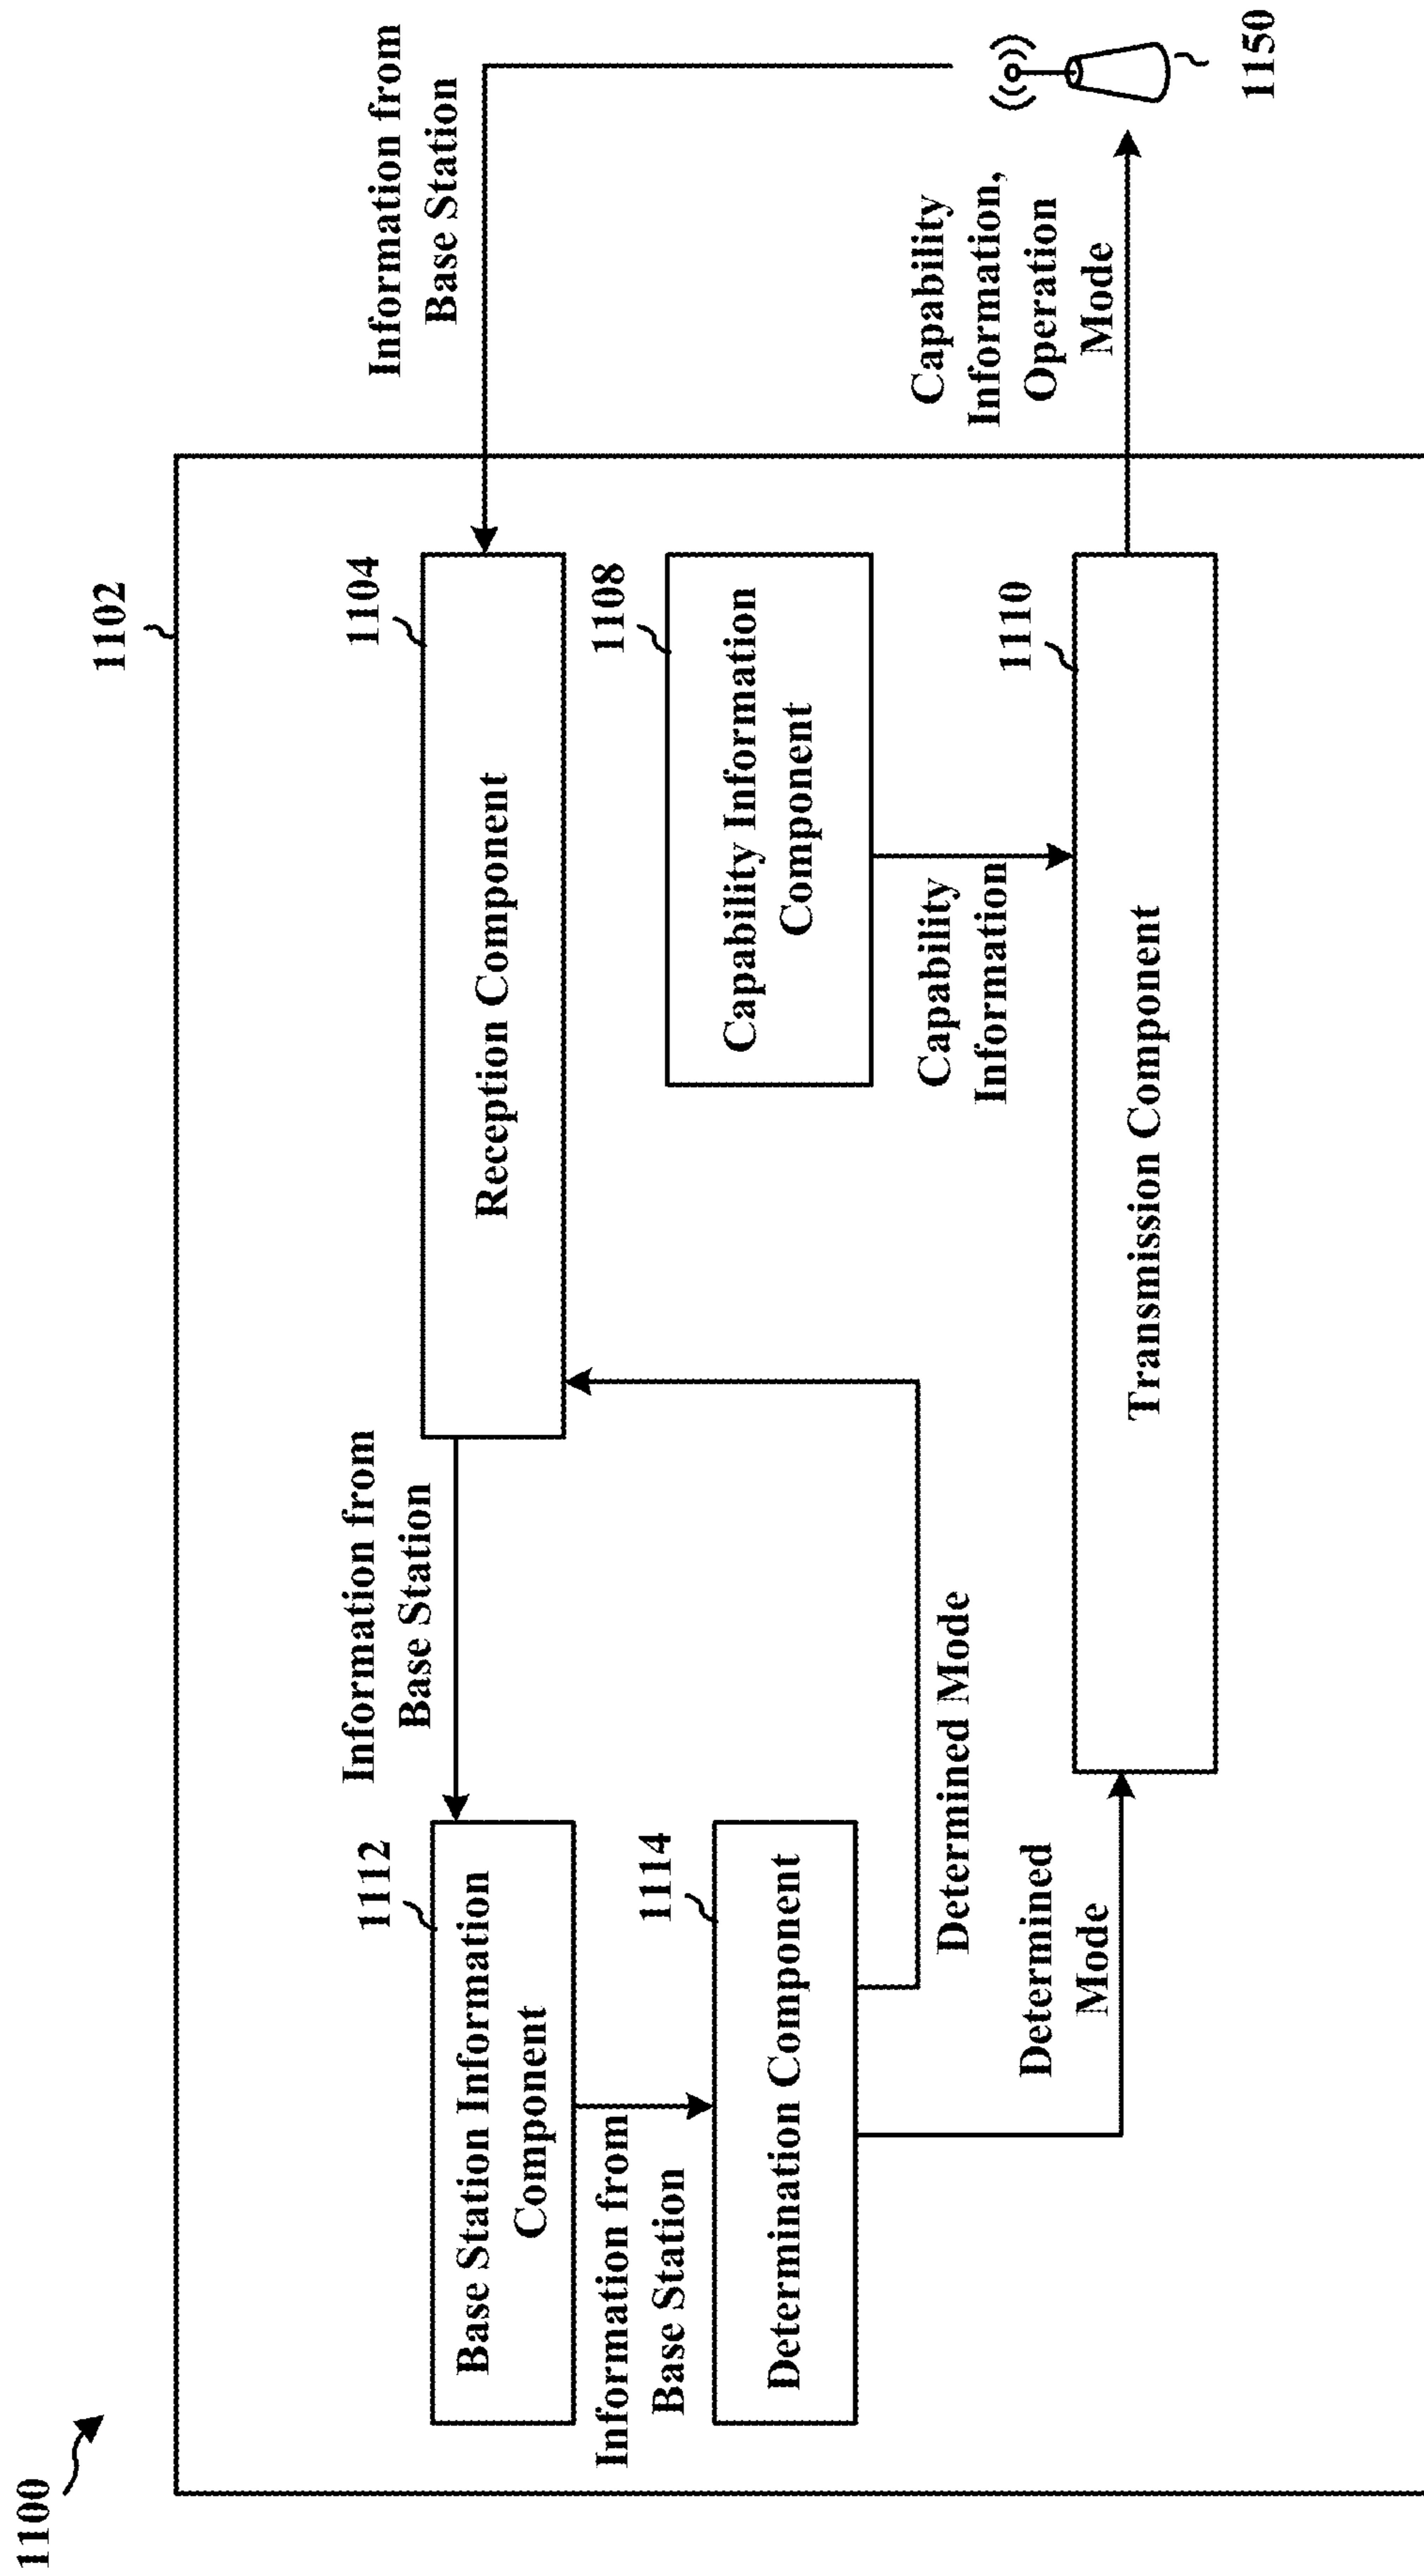 1100
1102
Information from
Base Station
1112
Base Station Information
Component
Information from
Base Station
1104
Reception Component
Information from
Base Station
1114
Determination Component
1108
Capability Information
Component
Determined Mode
Capability
Information
Determined
Mode
1110
Transmission Component
Capability
Information,
Operation
Mode
1150